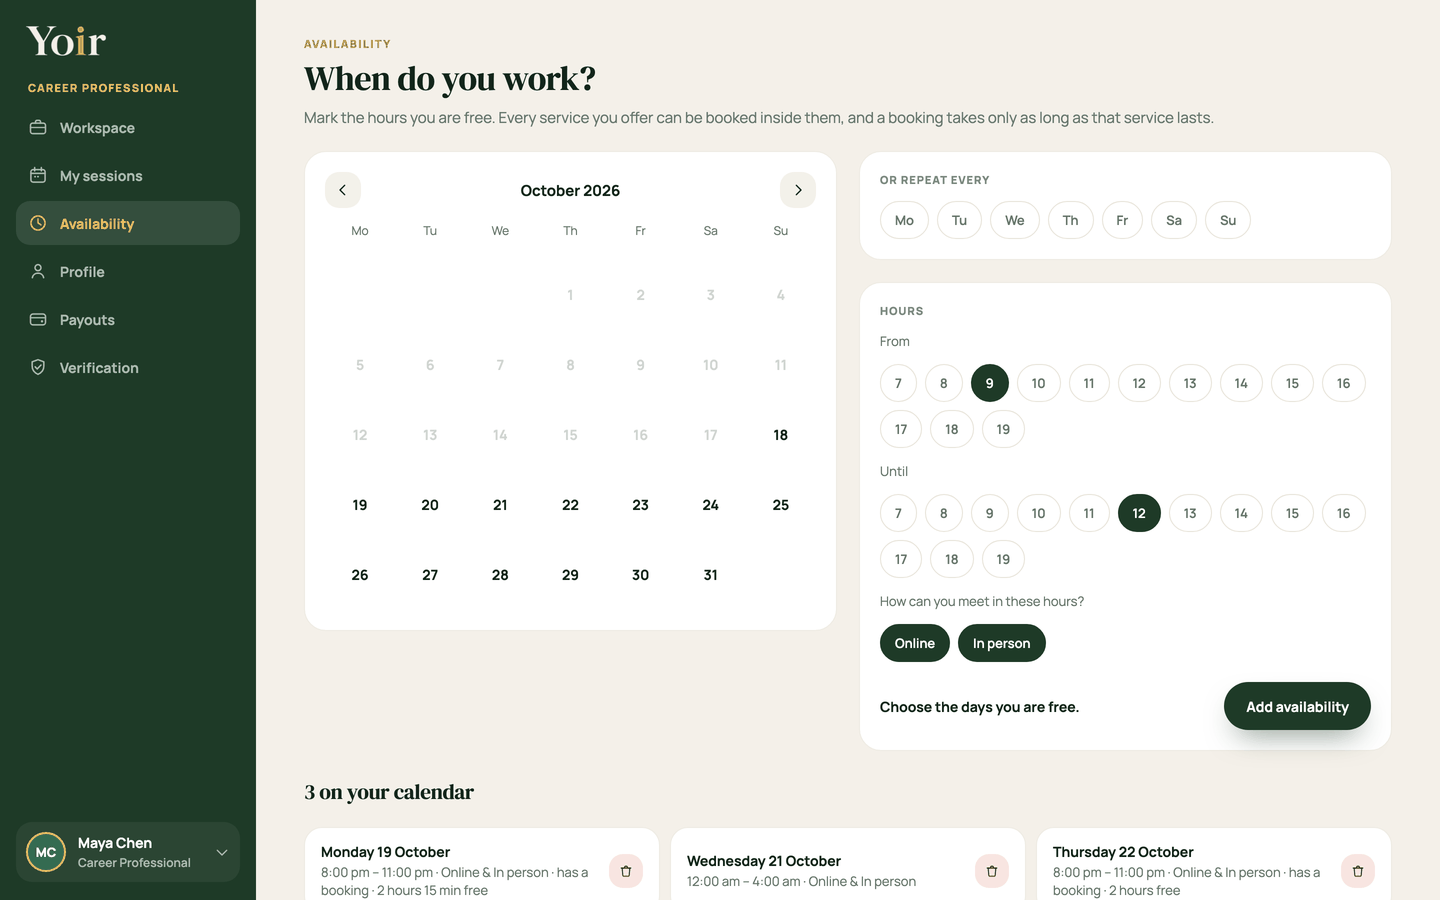 Yoir
CAREER PROFESSIONAL
Workspace
My sessions
Availability
Profile
Payouts
Verification
MC
Maya Chen
Career Professional
AVAILABILITY
When do you work?
Mark the hours you are free. Every service you offer can be booked inside them, and a booking takes only as long as that service lasts.
October 2026
Mo Tu We Th Fr Sa Su
1 2 3 4
5 6 7 8 9 10 11
12 13 14 15 16 17 18
19 20 21 22 23 24 25
26 27 28 29 30 31
OR REPEAT EVERY
Mo Tu We Th Fr Sa Su
HOURS
From
7 8 9 10 11 12 13 14 15 16
17 18 19
Until
7 8 9 10 11 12 13 14 15 16
17 18 19
How can you meet in these hours?
Online In person
Choose the days you are free.
Add availability
3 on your calendar
Monday 19 October
8:00 pm – 11:00 pm · Online & In person · has a
booking · 2 hours 15 min free
Wednesday 21 October
12:00 am – 4:00 am · Online & In person
Thursday 22 October
8:00 pm – 11:00 pm · Online & In person · has a
booking · 2 hours free